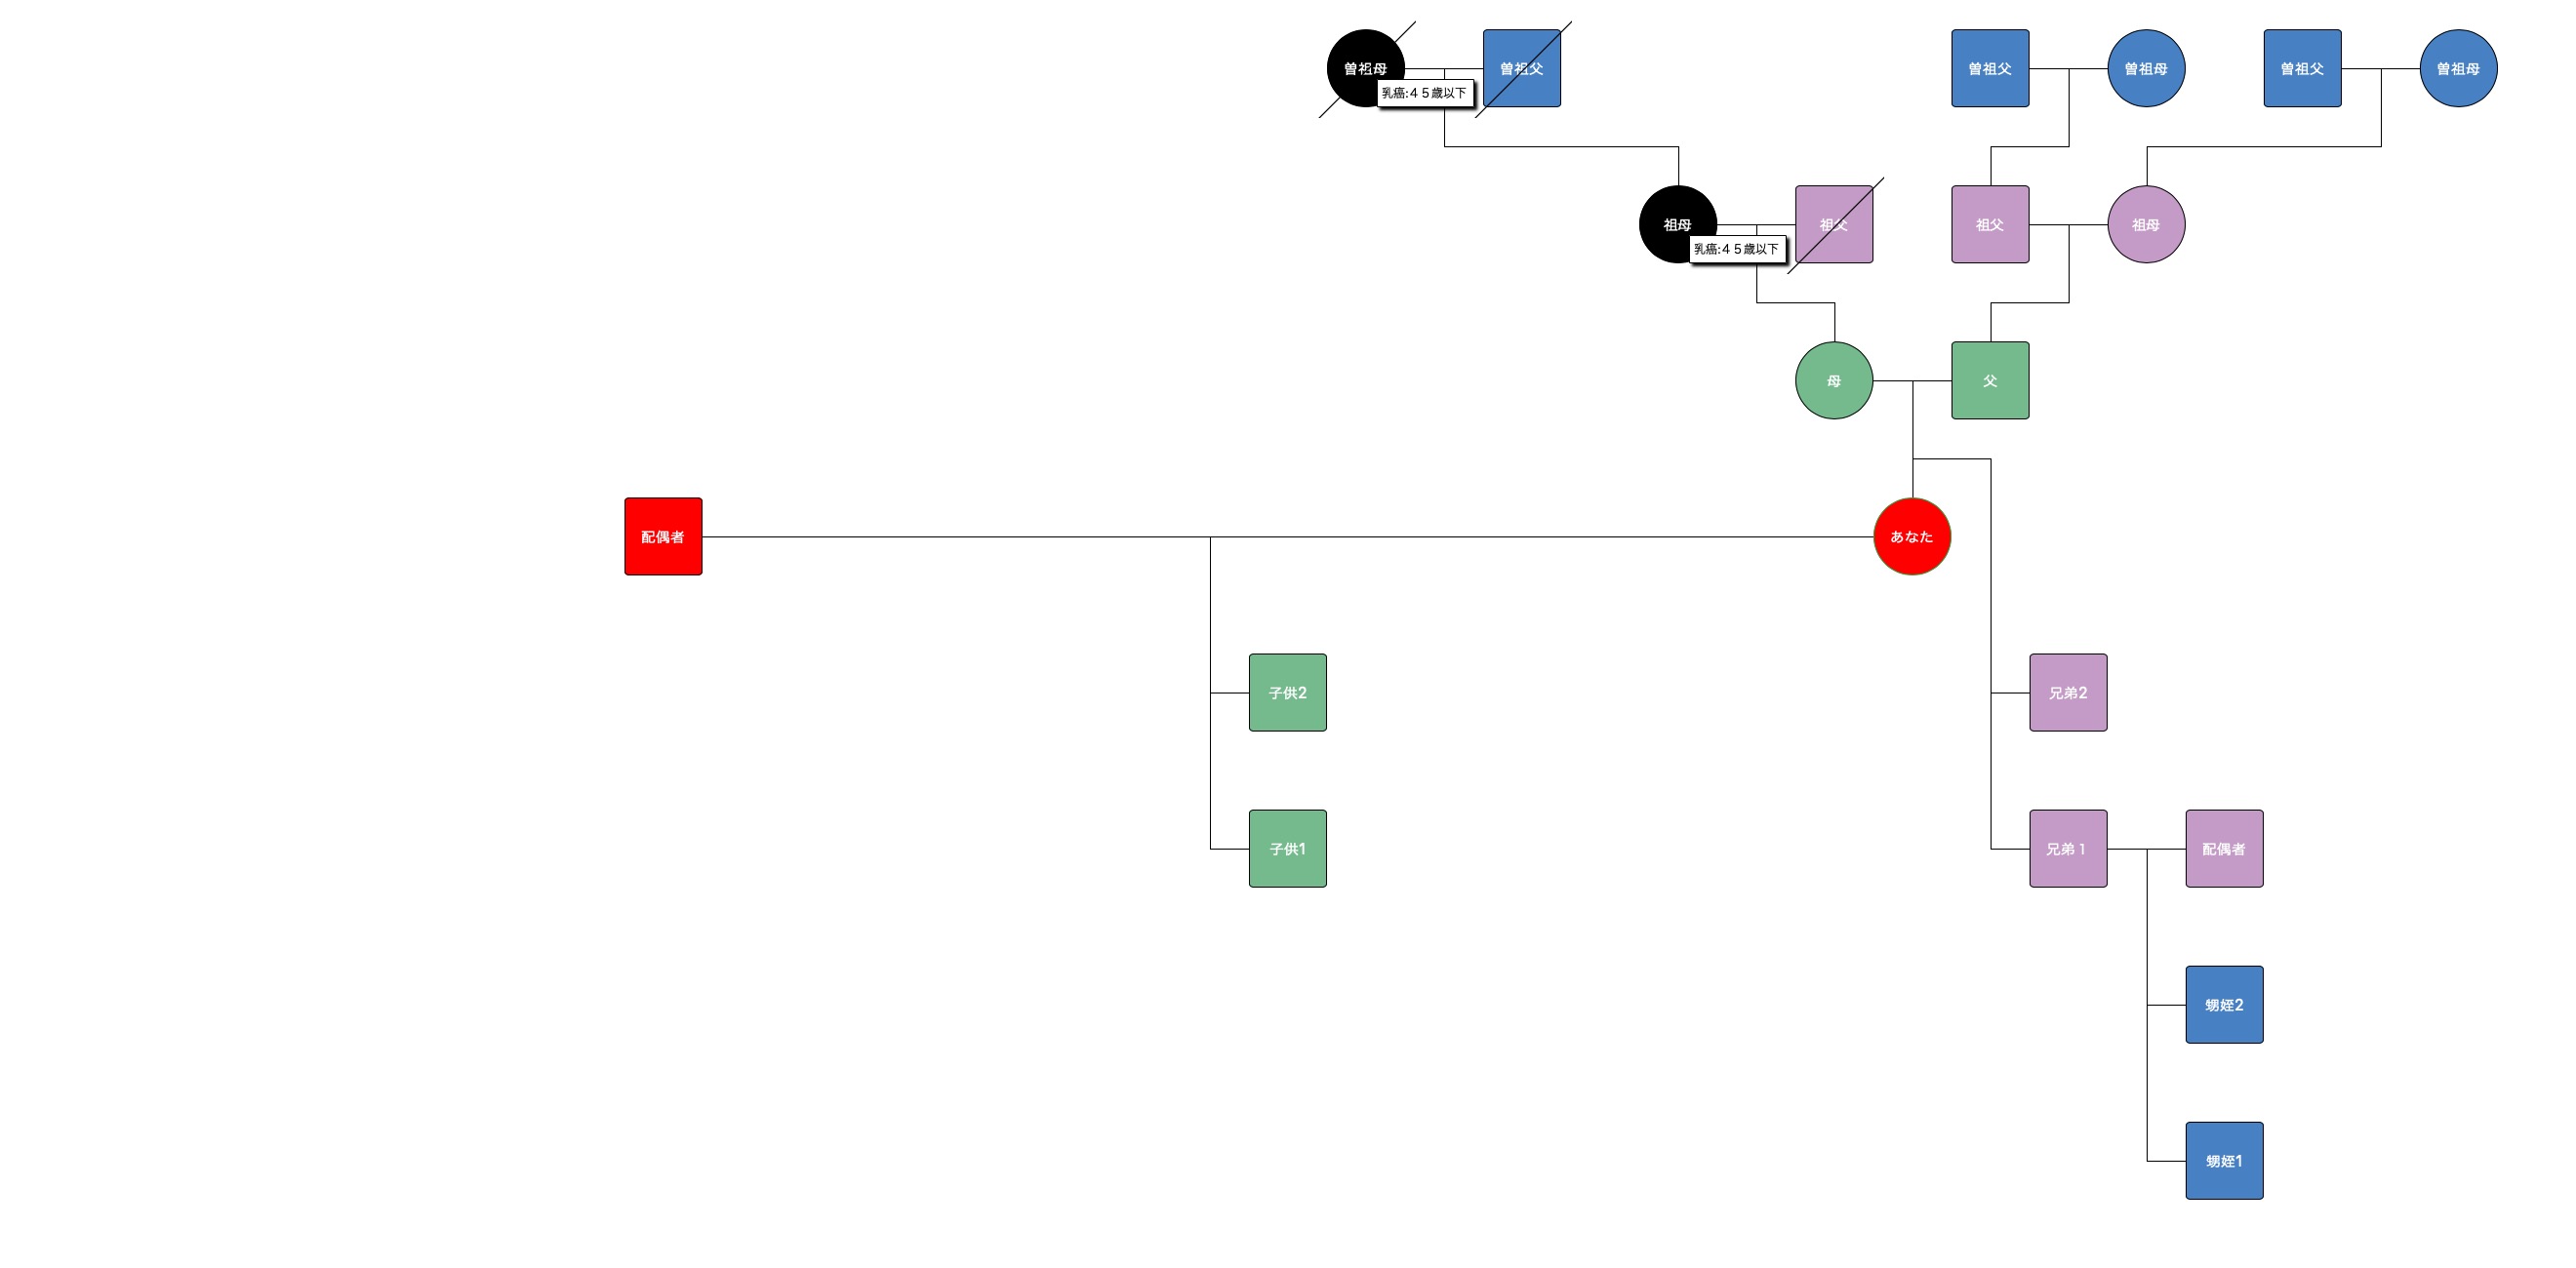 曽祖母
曽祖父
曽祖父
曽祖母
曽祖父
曽祖母
乳癌:4５歳以下
祖母
祖父
祖父
祖母
乳癌:4５歳以下
母
父
配偶者
あなた
子供2
兄弟2
子供1
兄弟１
配偶者
甥姪2
甥姪1